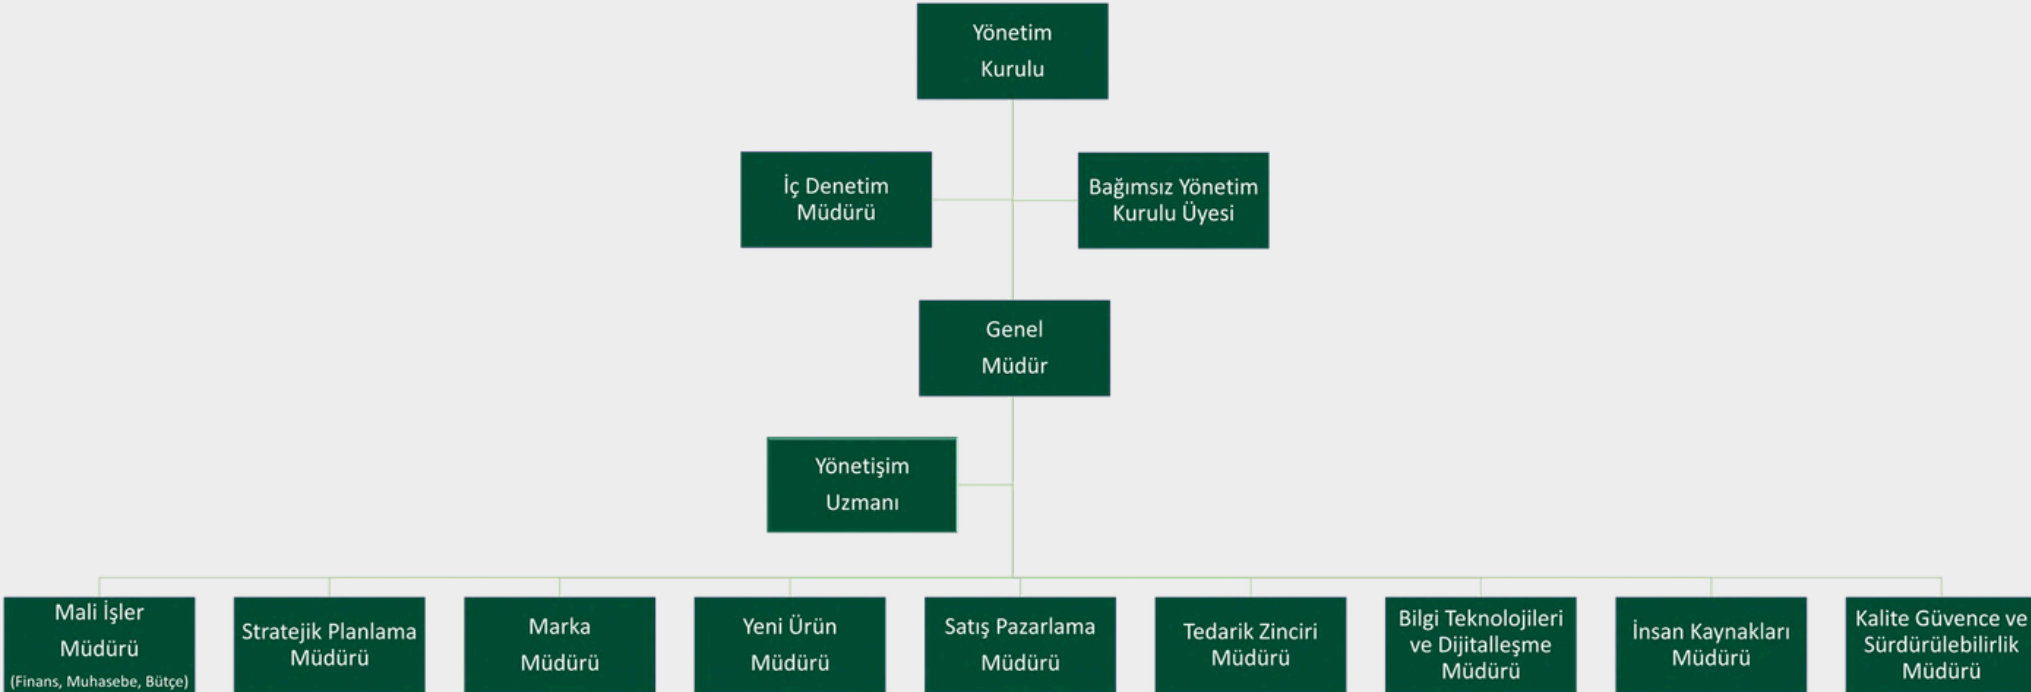 Yönetim
Kurulu
İç Denetim
Müdürü
Bağımsız Yönetim
Kurulu Üyesi
Genel
Müdür
Yönetişim
Uzmanı
Mali İşler
Müdürü
(Finans, Muhasebe, Bütçe)
Stratejik Planlama
Müdürü
Marka
Müdürü
Yeni Ürün
Müdürü
Satış Pazarlama
Müdürü
Tedarik Zinciri
Müdürü
Bilgi Teknolojileri
ve Dijitalleşme
Müdürü
İnsan Kaynakları
Müdürü
Kalite Güvence ve
Sürdürülebilirlik
Müdürü